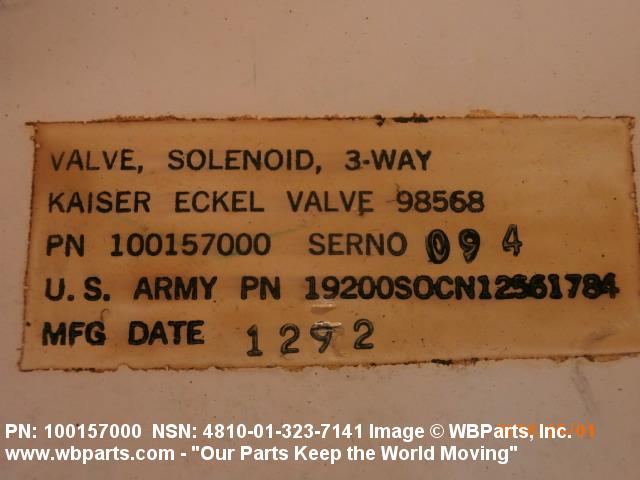 VALVE, SOLENOID, 3-WAY
KAISER ECKEL VALVE 98568
PN 100157000 SERNO 094
U.S. ARMY PN 19200SOCN12561784
MFG DATE 1292
PN: 100157000 NSN: 4810-01-323-7141 Image © WBParts, Inc.
www.wbparts.com - "Our Parts Keep the World Moving"